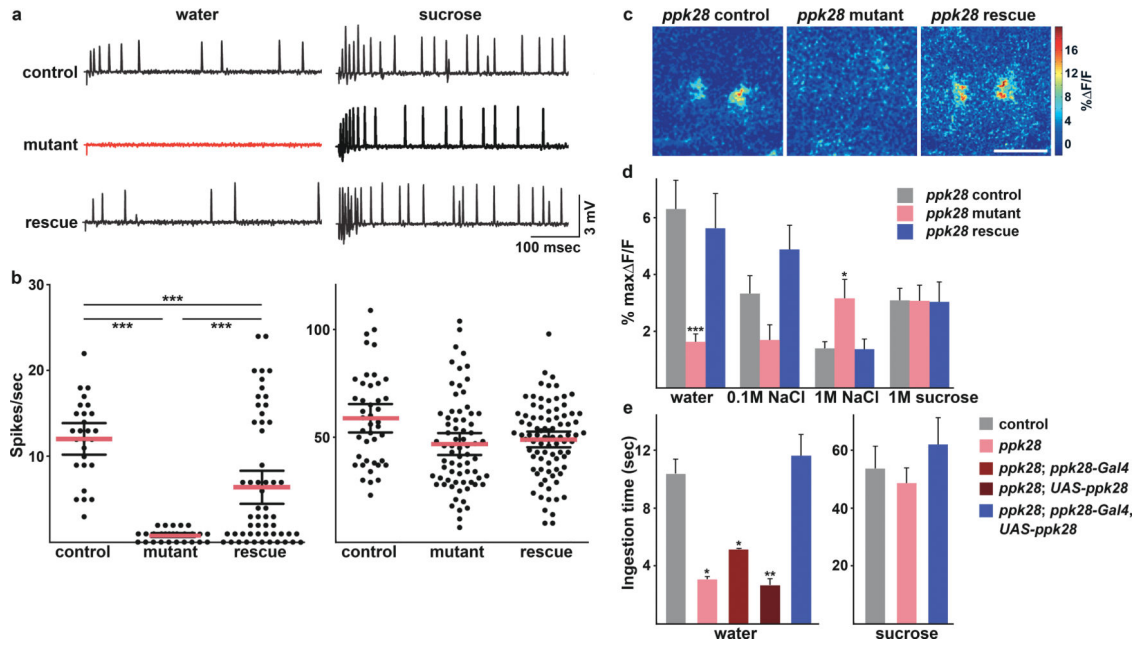 a
water
sucrose
control
mutant
rescue
3 mV
100 msec
b
Spikes/sec
30
20
10
0
***
***
***
control
mutant
rescue
100
50
control
mutant
rescue
c
ppk28 control
ppk28 mutant
ppk28 rescue
16
12
8
4
0
%ΔF/F
d
% maxΔF/F
6
4
2
***
*
ppk28 control
ppk28 mutant
ppk28 rescue
water
0.1M NaCl
1M NaCl
1M sucrose
e
Ingestion time (sec)
12
8
4
*
*
**
water
60
40
20
sucrose
control
ppk28
ppk28; ppk28-Gal4
ppk28; UAS-ppk28
ppk28; ppk28-Gal4,
UAS-ppk28